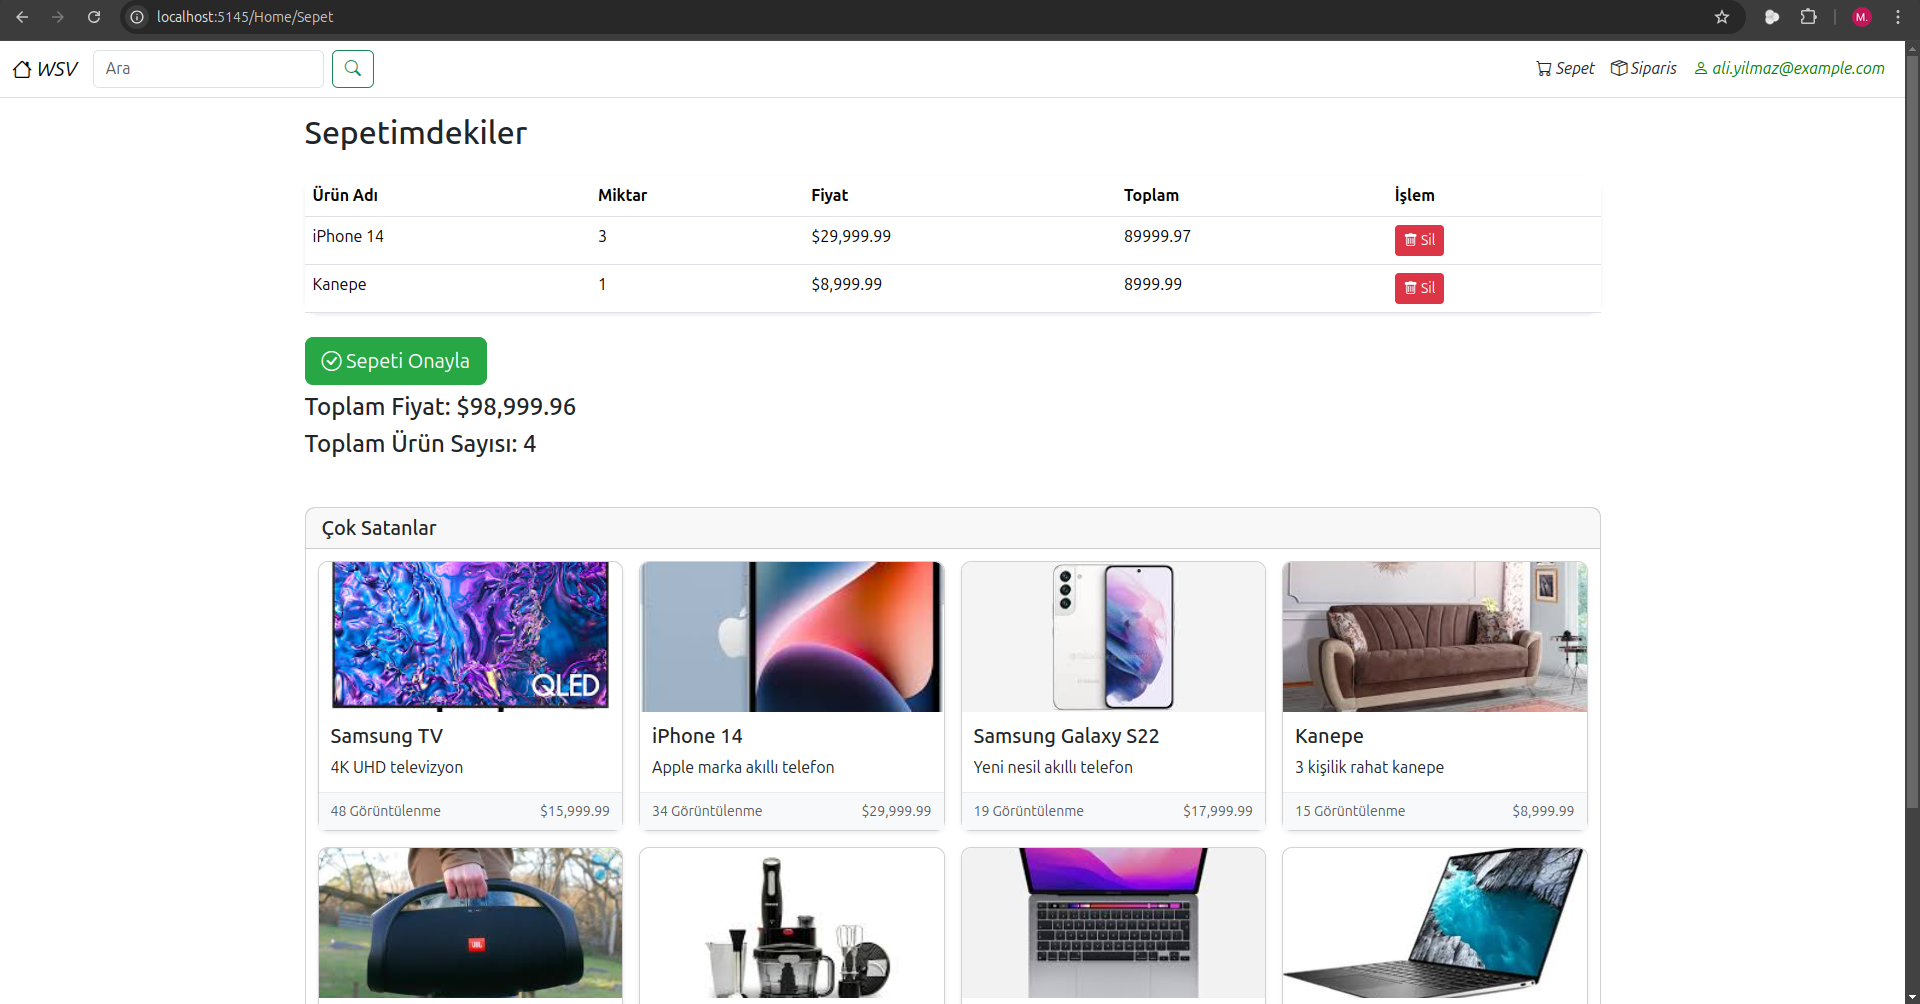 localhost:5145/Home/Sepet
M.
WSV
Ara
Sepet
Siparis
ali.yilmaz@example.com
Sepetimdekiler
Ürün Adı Miktar Fiyat Toplam İşlem
iPhone 14 3 $29,999.99 89999.97 Sil
Kanepe 1 $8,999.99 8999.99 Sil
Sepeti Onayla
Toplam Fiyat: $98,999.96
Toplam Ürün Sayısı: 4
Çok Satanlar
QLED
Samsung TV
4K UHD televizyon
48 Görüntülenme $15,999.99
iPhone 14
Apple marka akıllı telefon
34 Görüntülenme $29,999.99
Samsung Galaxy S22
Yeni nesil akıllı telefon
19 Görüntülenme $17,999.99
Kanepe
3 kişilik rahat kanepe
15 Görüntülenme $8,999.99
JBL